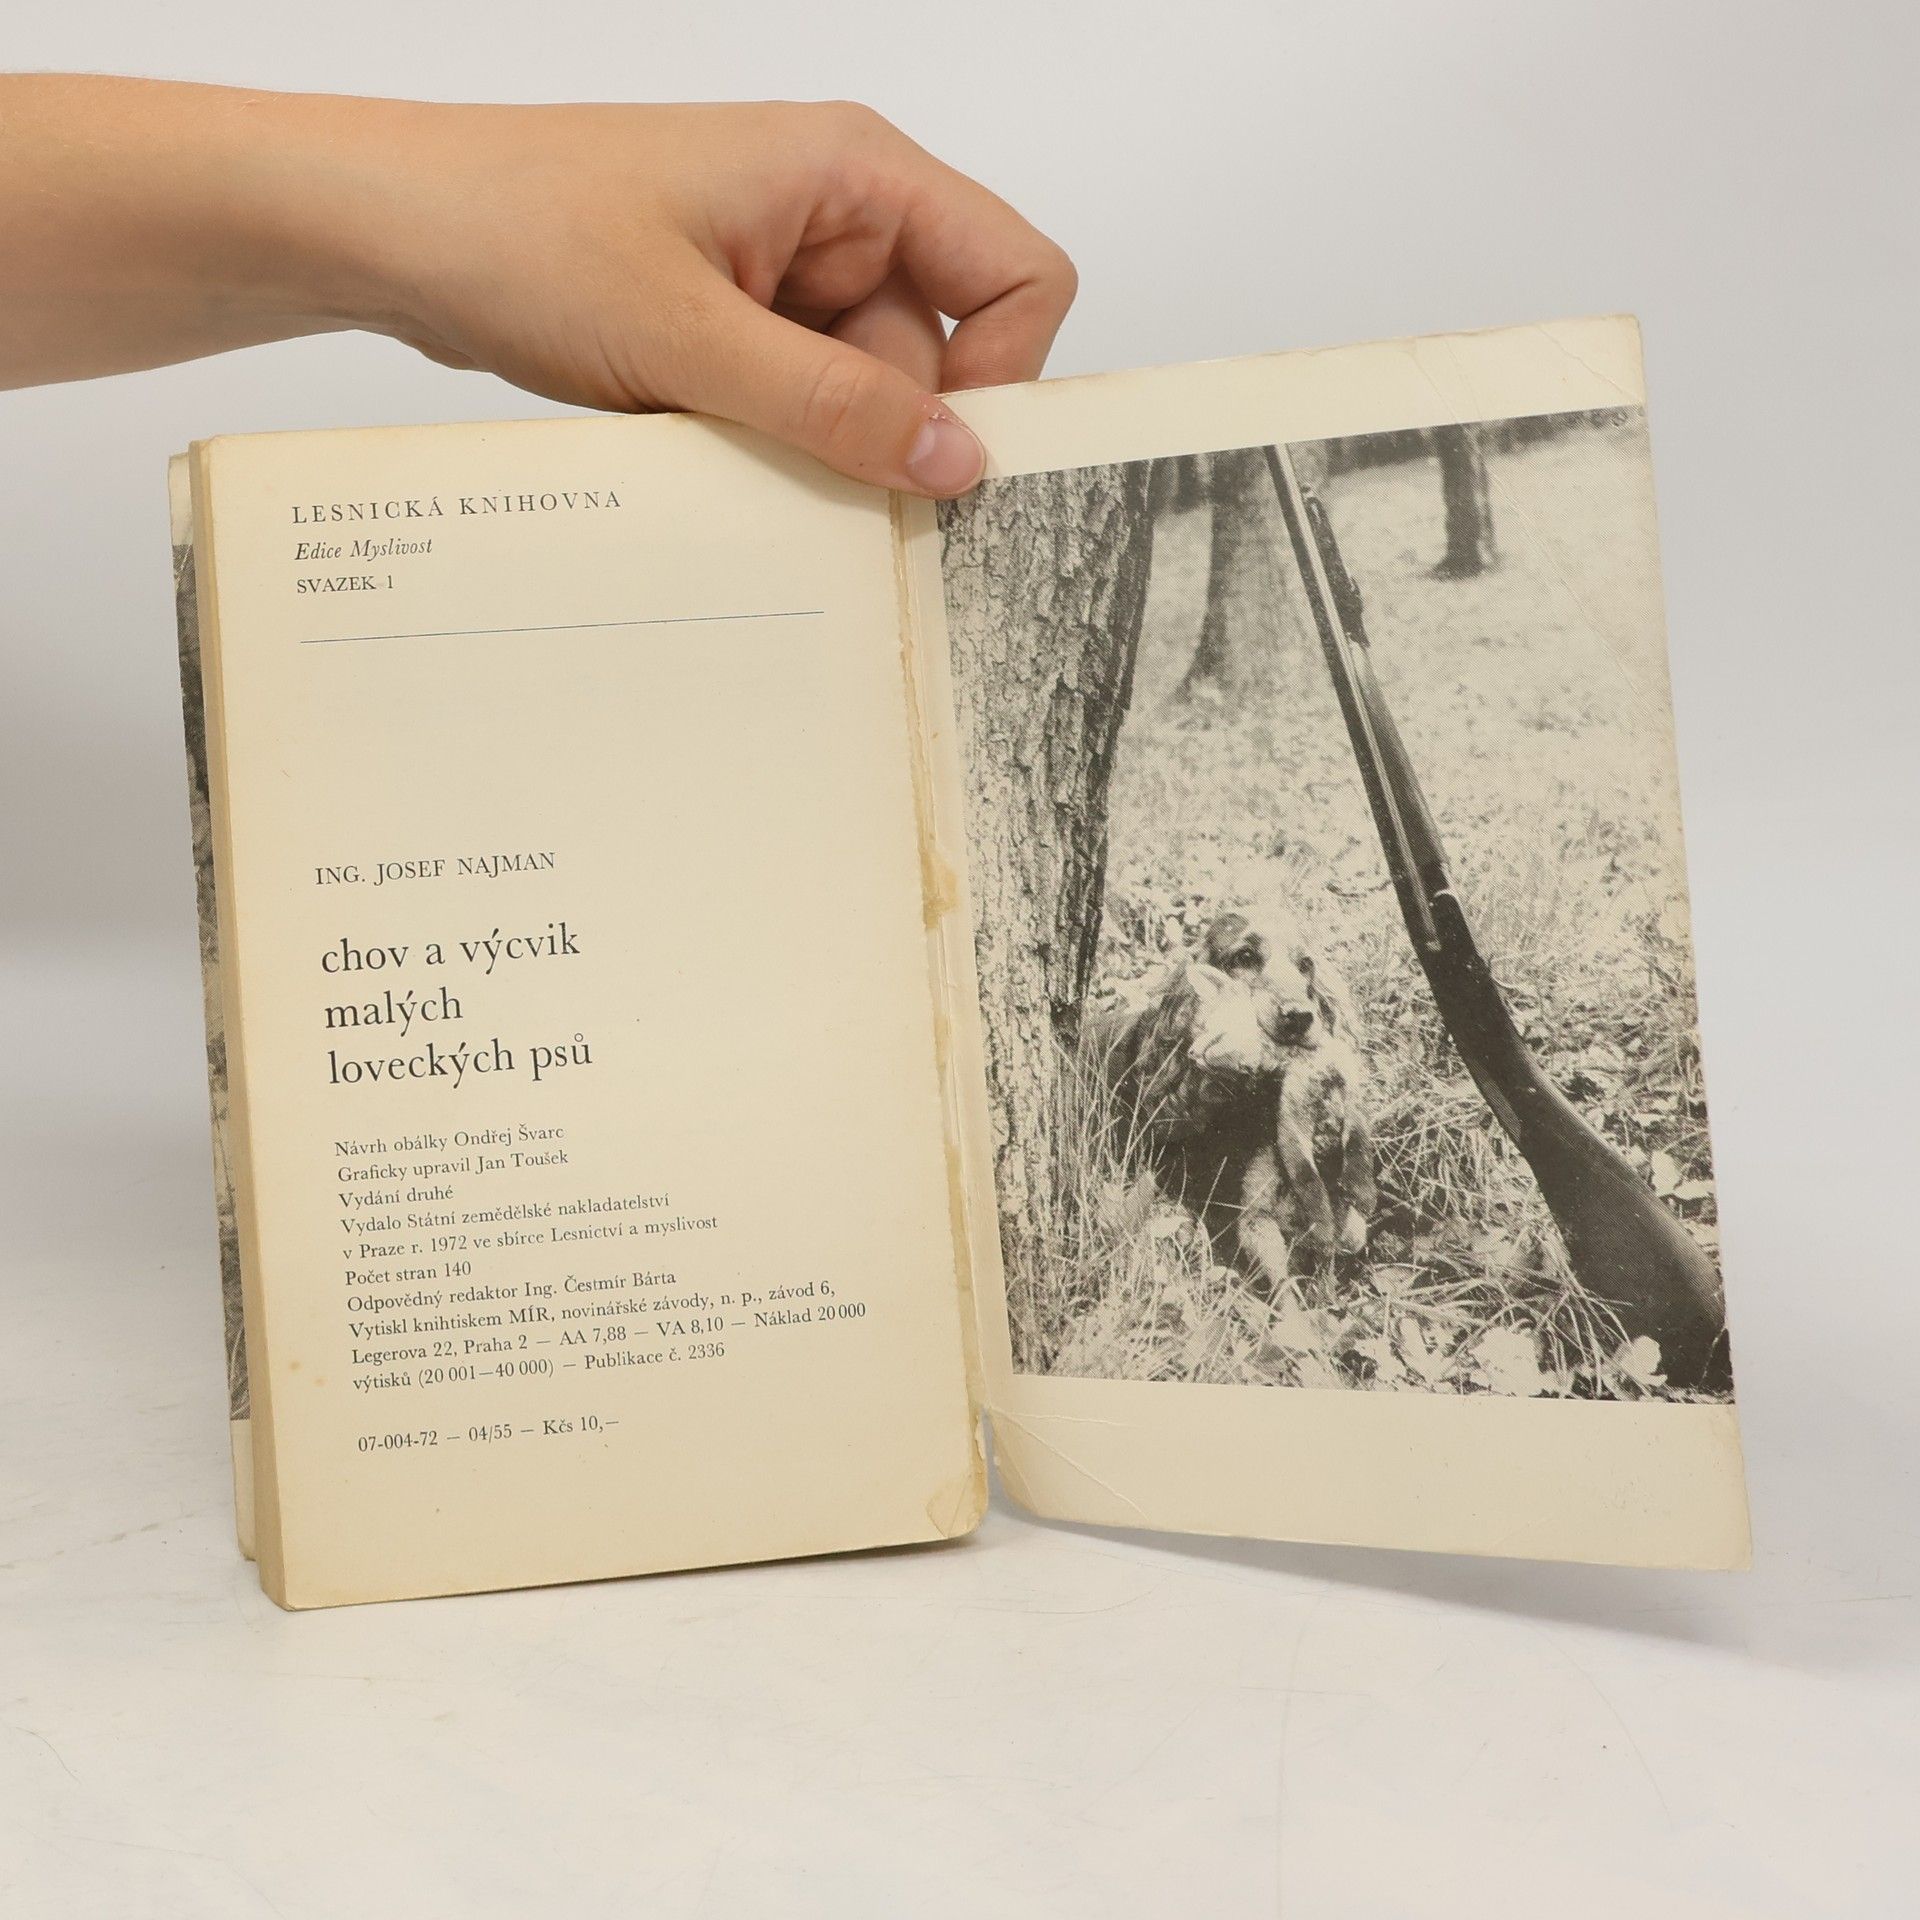 LESNICKÁ KNIHOVNA
Edice Myslivost
SVAZEK 1
ING. JOSEF NAJMAN
chov a výcvik
malých
loveckých psů
Návrh obálky Ondřej Švarc
Graficky upravil Jan Toušek
Vydání druhé
Vydalo Státní zemědělské nakladatelství
v Praze r. 1972 ve sbírce Lesnictví a myslivost
Počet stran 140
Odpovědný redaktor Ing. Čestmír Bárta
Vytiskl knihtiskem MÍR, novinářské závody, n. p., závod 6,
Legerova 22, Praha 2 — AA 7,88 — VA 8,10 — Náklad 20 000
výtisků (20 001—40 000) — Publikace č. 2336
07-004-72 — 04/55 — Kčs 10,—